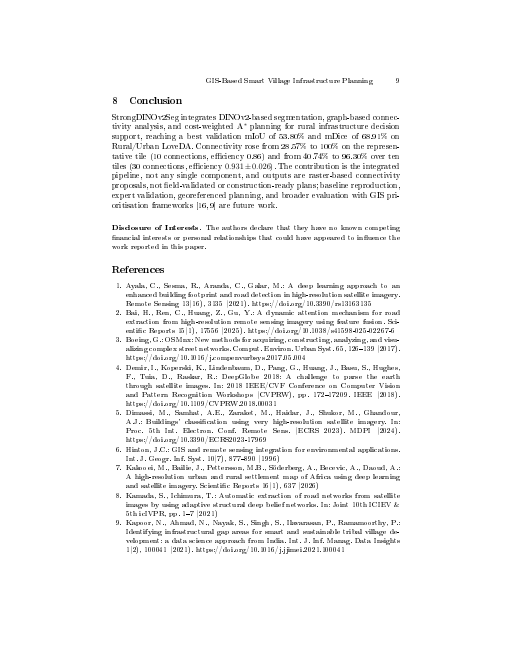 GIS-Based Smart Village Infrastructure Planning 9
8 Conclusion
StrongDINOv2Seg integrates DINOv2-based segmentation, graph-based connec-
tivity analysis, and cost-weighted A* planning for rural infrastructure decision
support, reaching a best validation mIoU of 53.80% and mDice of 68.91% on
Rural/Urban LoveDA. Connectivity rose from 28.57% to 100% on the represen-
tative tile (10 connections, efficiency 0.86) and from 40.74% to 96.30% over ten
tiles (30 connections, efficiency 0.931±0.026). The contribution is the integrated
pipeline, not any single component, and outputs are raster-based connectivity
proposals, not field-validated or construction-ready plans; baseline reproduction,
expert validation, georeferenced planning, and broader evaluation with GIS pri-
oritisation frameworks [16,9] are future work.
Disclosure of Interests. The authors declare that they have no known competing
financial interests or personal relationships that could have appeared to influence the
work reported in this paper.
References
1. Ayala, C., Sesma, R., Aranda, C., Galar, M.: A deep learning approach to an
enhanced building footprint and road detection in high-resolution satellite imagery.
Remote Sensing 13(16), 3135 (2021). https://doi.org/10.3390/rs13163135
2. Bai, H., Ren, C., Huang, Z., Gu, Y.: A dynamic attention mechanism for road
extraction from high-resolution remote sensing imagery using feature fusion. Sci-
entific Reports 15(1), 17556 (2025). https://doi.org/10.1038/s41598-025-02267-6
3. Boeing, G.: OSMnx: New methods for acquiring, constructing, analyzing, and visu-
alizing complex street networks. Comput. Environ. Urban Syst. 65, 126–139 (2017).
https://doi.org/10.1016/j.compenvurbsys.2017.05.004
4. Demir, I., Koperski, K., Lindenbaum, D., Pang, G., Huang, J., Basu, S., Hughes,
F., Tuia, D., Raskar, R.: DeepGlobe 2018: A challenge to parse the earth
through satellite images. In: 2018 IEEE/CVF Conference on Computer Vision
and Pattern Recognition Workshops (CVPRW), pp. 172–17209. IEEE (2018).
https://doi.org/10.1109/CVPRW.2018.00031
5. Dimassi, M., Samhat, A.E., Zaraket, M., Haidar, J., Shukor, M., Ghandour,
A.J.: Buildings' classification using very high-resolution satellite imagery. In:
Proc. 5th Int. Electron. Conf. Remote Sens. (ECRS 2023). MDPI (2024).
https://doi.org/10.3390/ECRS2023-17969
6. Hinton, J.C.: GIS and remote sensing integration for environmental applications.
Int. J. Geogr. Inf. Syst. 10(7), 877–890 (1996)
7. Kakooei, M., Bailie, J., Pettersson, M.B., Söderberg, A., Becevic, A., Daoud, A.:
A high-resolution urban and rural settlement map of Africa using deep learning
and satellite imagery. Scientific Reports 16(1), 637 (2026)
8. Kamada, S., Ichimura, T.: Automatic extraction of road networks from satellite
images by using adaptive structural deep belief networks. In: Joint 10th ICIEV &
5th icIVPR, pp. 1–7 (2021)
9. Kapoor, N., Ahmad, N., Nayak, S., Singh, S., Ilavarasan, P., Ramamoorthy, P.:
Identifying infrastructural gap areas for smart and sustainable tribal village de-
velopment: a data science approach from India. Int. J. Inf. Manag. Data Insights
1(2), 100041 (2021). https://doi.org/10.1016/j.jjimei.2021.100041